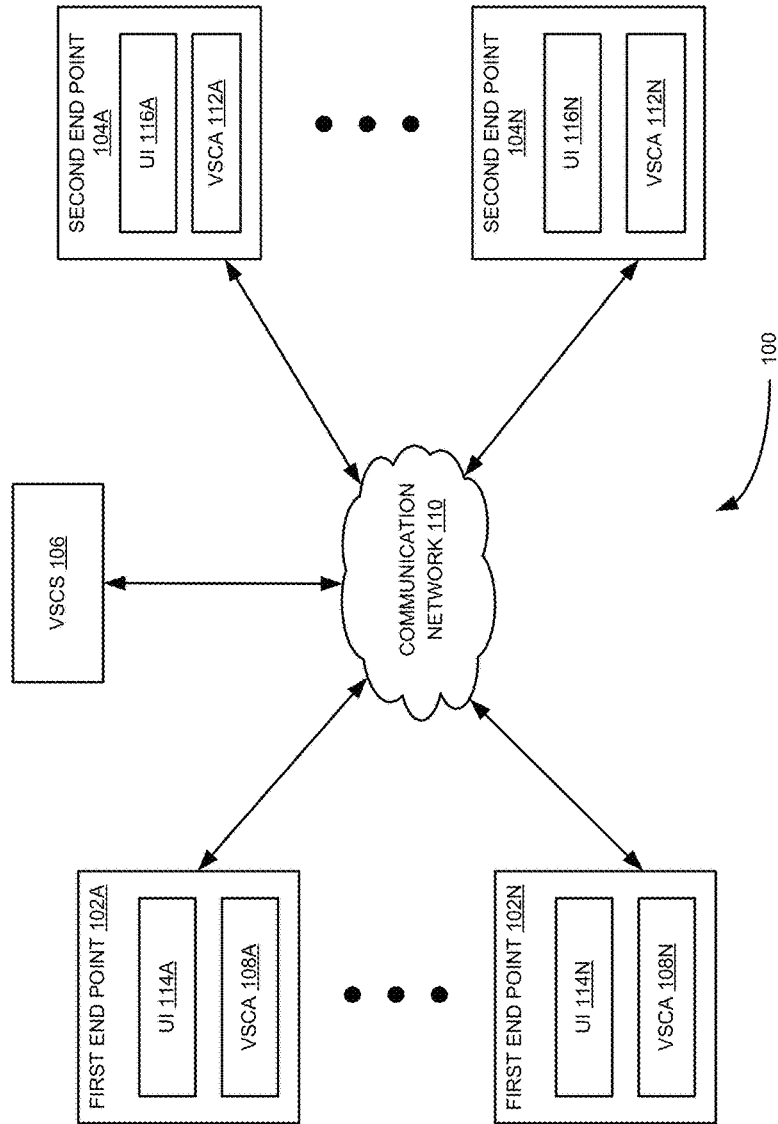 VSCS 106
FIRST END POINT 102A
UI 114A
VSCA 108A
FIRST END POINT 102N
UI 114N
VSCA 108N
COMMUNICATION
NETWORK 110
SECOND END POINT
104A
UI 116A
VSCA 112A
SECOND END POINT
104N
UI 116N
VSCA 112N
100